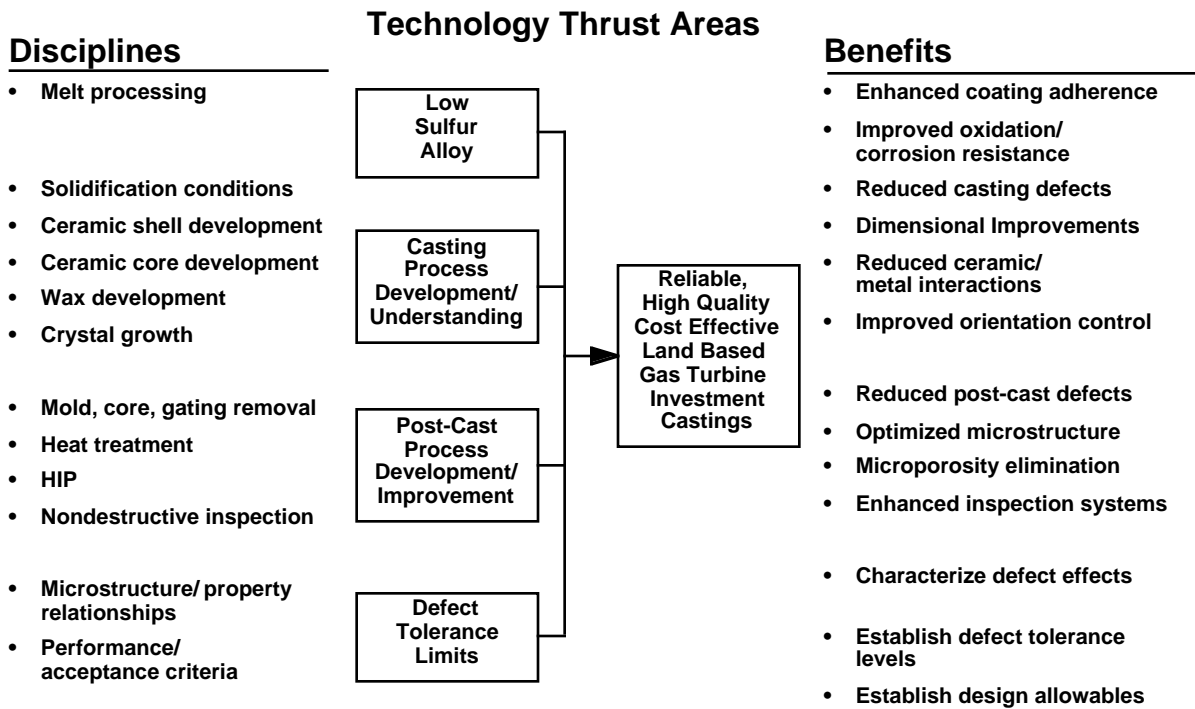 Technology Thrust Areas
Disciplines
• Melt processing
• Solidification conditions
• Ceramic shell development
• Ceramic core development
• Wax development
• Crystal growth
• Mold, core, gating removal
• Heat treatment
• HIP
• Nondestructive inspection
• Microstructure/ property
relationships
• Performance/
acceptance criteria
Low
Sulfur
Alloy
Casting
Process
Development/
Understanding
Post-Cast
Process
Development/
Improvement
Defect
Tolerance
Limits
Reliable,
High Quality
Cost Effective
Land Based
Gas Turbine
Investment
Castings
Benefits
• Enhanced coating adherence
• Improved oxidation/
corrosion resistance
• Reduced casting defects
• Dimensional Improvements
• Reduced ceramic/
metal interactions
• Improved orientation control
• Reduced post-cast defects
• Optimized microstructure
• Microporosity elimination
• Enhanced inspection systems
• Characterize defect effects
• Establish defect tolerance
levels
• Establish design allowables